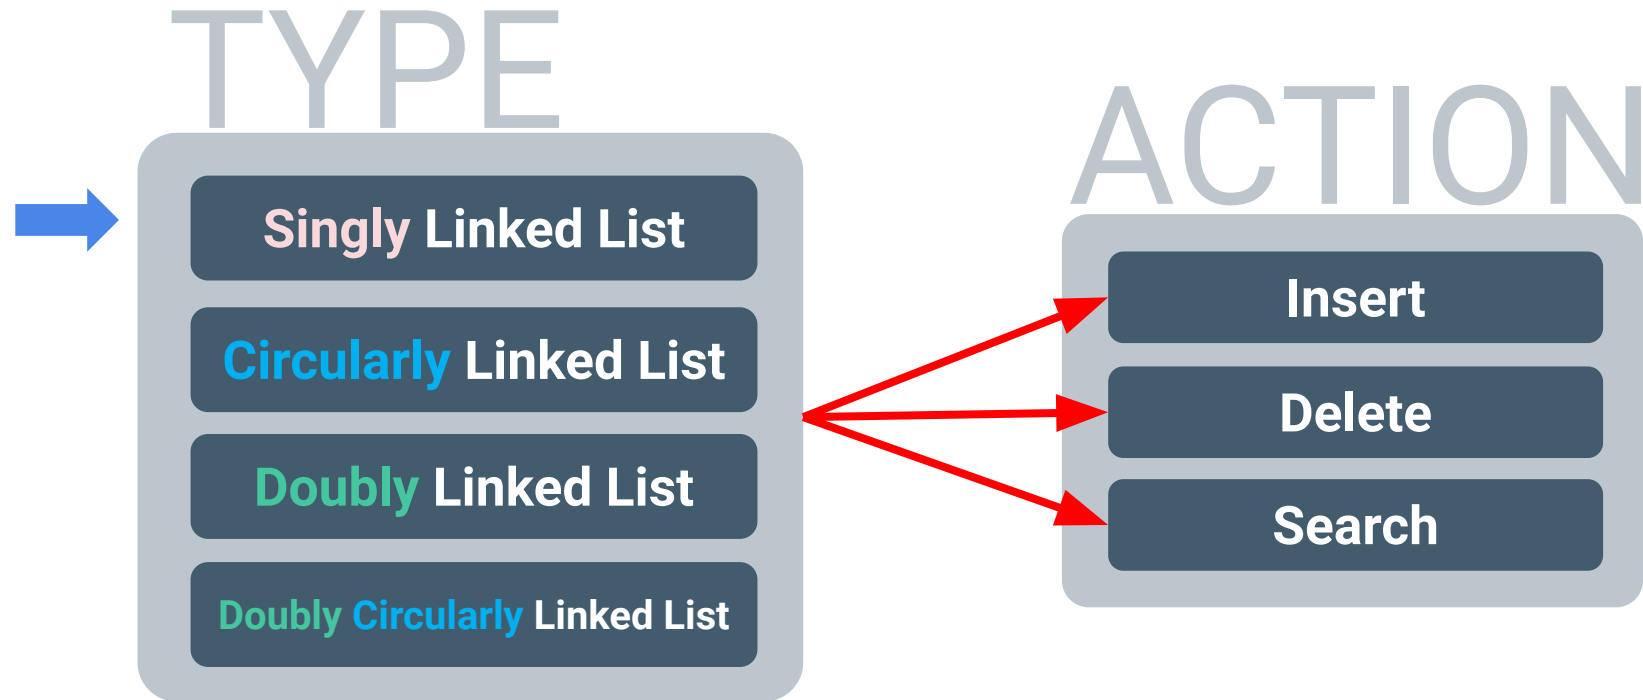 TYPE
Singly Linked List
Circularly Linked List
Doubly Linked List
Doubly Circularly Linked List
ACTION
Insert
Delete
Search